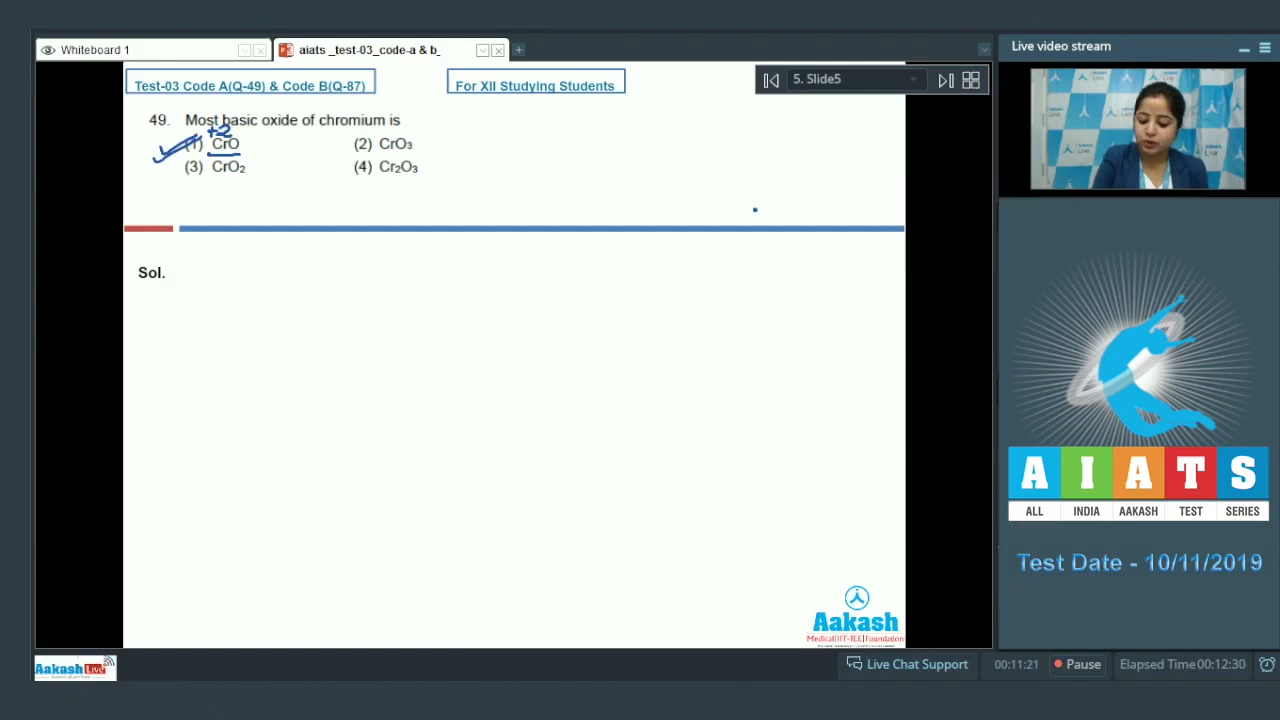 Whiteboard 1
aiats _test-03_code-a & b_
Live video stream
Test-03 Code A(Q-49) & Code B(Q-87)
For XII Studying Students
5. Slide5
49. Most basic oxide of chromium is
+2
(1) CrO (2) CrO₃
(3) CrO₂ (4) Cr₂O₃
Sol.
A I A T S
ALL INDIA AAKASH TEST SERIES
Test Date - 10/11/2019
Aakash
Medical|IIT-JEE|Foundation
Aakash Live
Live Chat Support
00:11:21
Pause
Elapsed Time 00:12:30